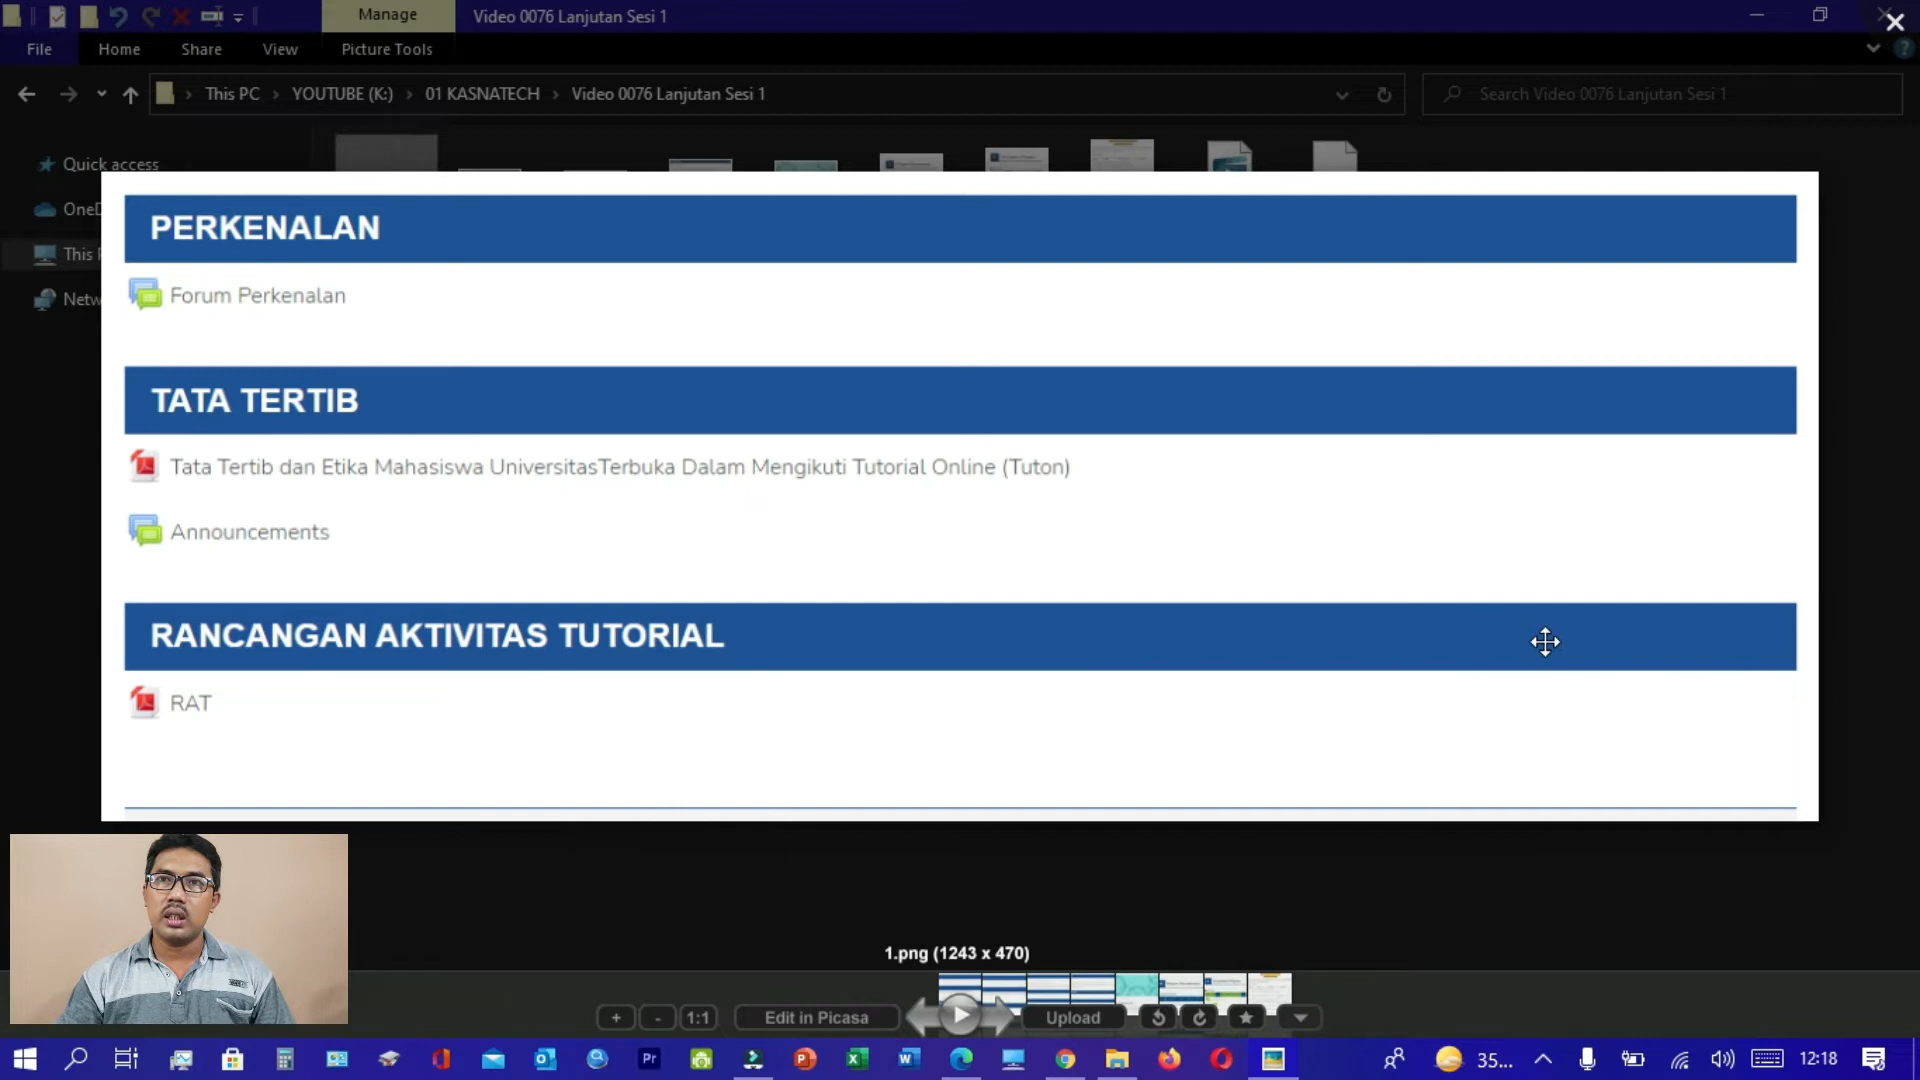 Manage
Video 0076 Lanjutan Sesi 1
File
Home
Share
View
Picture Tools
This PC
YOUTUBE (K:)
01 KASNATECH
Video 0076 Lanjutan Sesi 1
Search Video 0076 Lanjutan Sesi 1
Quick access
PERKENALAN
Forum Perkenalan
TATA TERTIB
Tata Tertib dan Etika Mahasiswa UniversitasTerbuka Dalam Mengikuti Tutorial Online (Tuton)
Announcements
RANCANGAN AKTIVITAS TUTORIAL
RAT
1.png (1243 x 470)
+
-
1:1
Edit in Picasa
Upload
35...
12:18